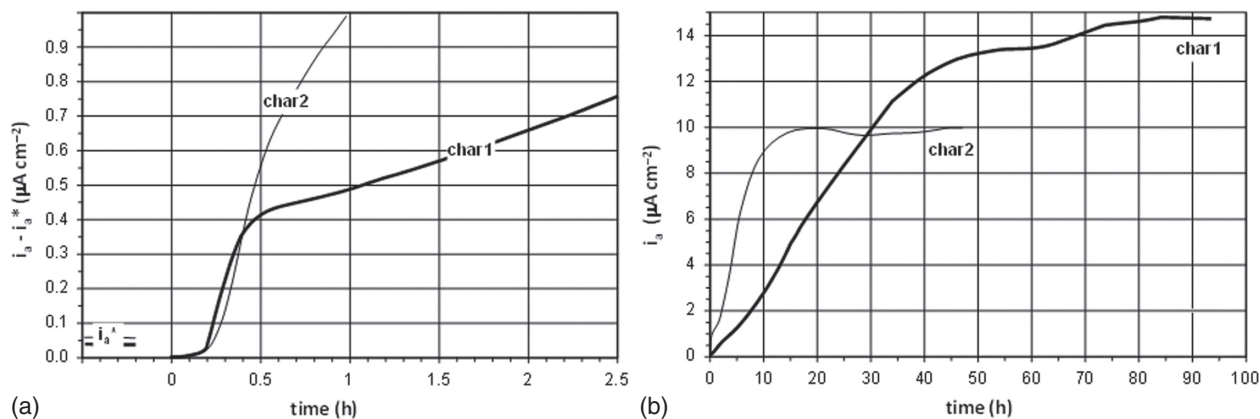 0.9
0.8
0.7
0.6
0.5
0.4
0.3
0.2
0.1
0.0
i_a - i_a* (µA cm⁻²)
char2
char1
i_a*
0 0.5 1 1.5 2 2.5
time (h)
(a)
14
12
10
8
6
4
2
0
i_a (µA cm⁻²)
char1
char2
0 10 20 30 40 50 60 70 80 90 100
time (h)
(b)